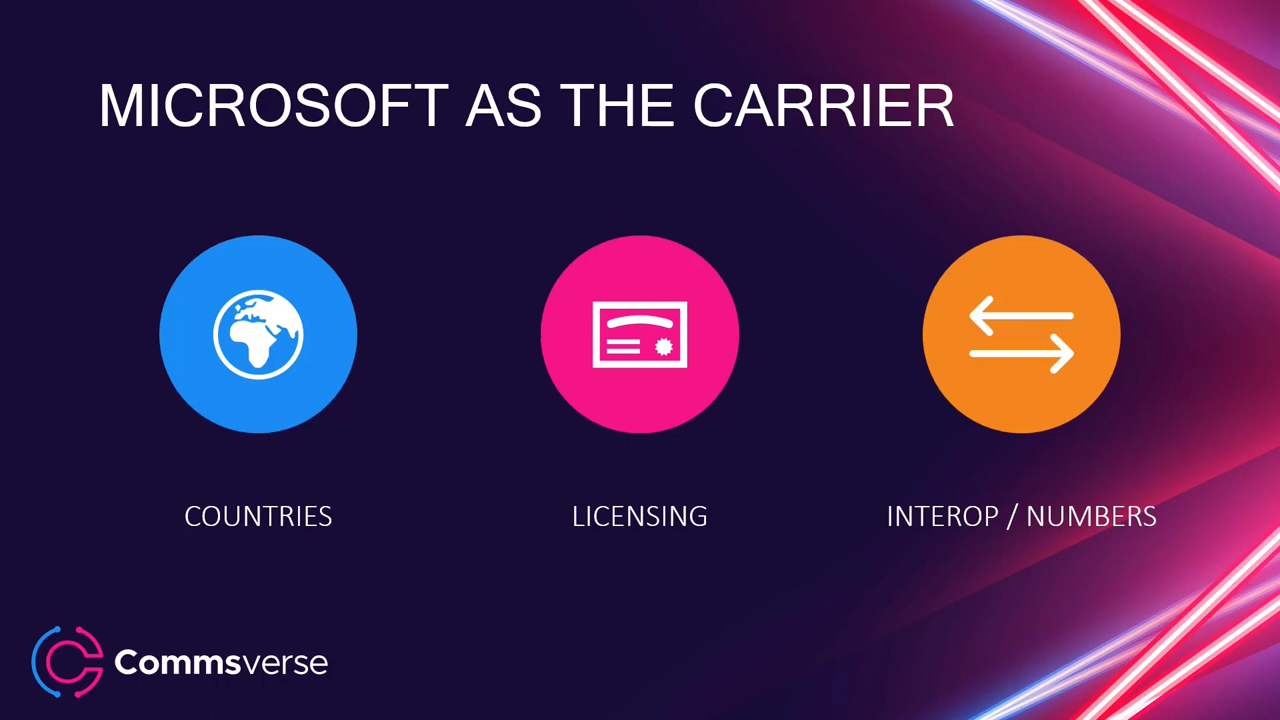 MICROSOFT AS THE CARRIER
COUNTRIES
LICENSING
INTEROP / NUMBERS
Commsverse